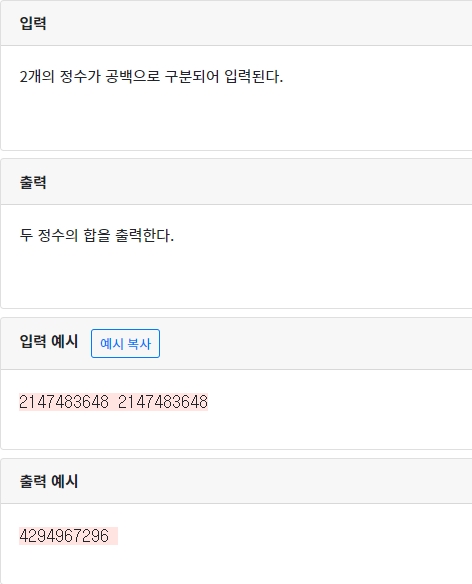 입력
2개의 정수가 공백으로 구분되어 입력된다.
출력
두 정수의 합을 출력한다.
입력 예시 예시 복사
2147483648 2147483648
출력 예시
4294967296